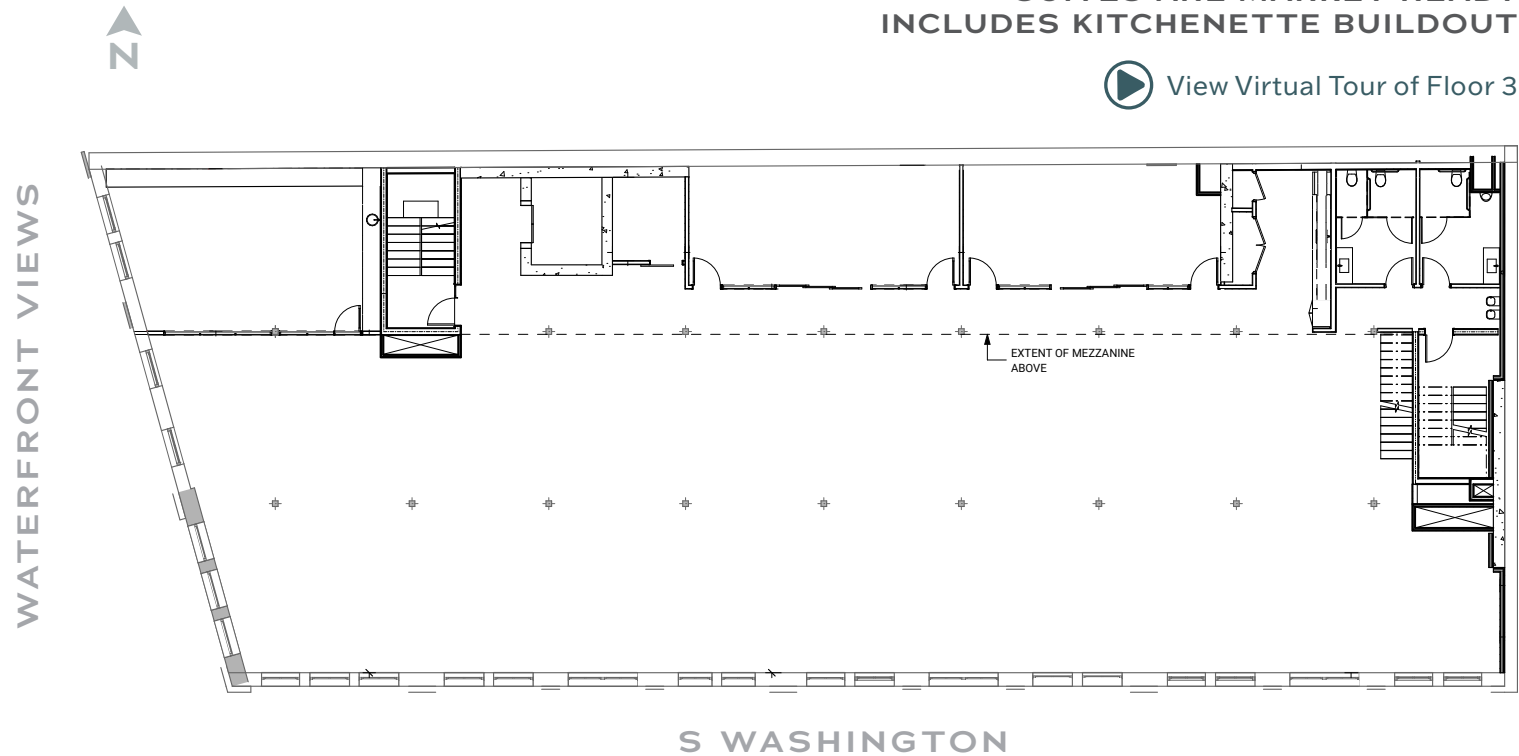 INCLUDES KITCHENETTE BUILDOUT
N
View Virtual Tour of Floor 3
WATERFRONT VIEWS
EXTENT OF MEZZANINE
ABOVE
S WASHINGTON